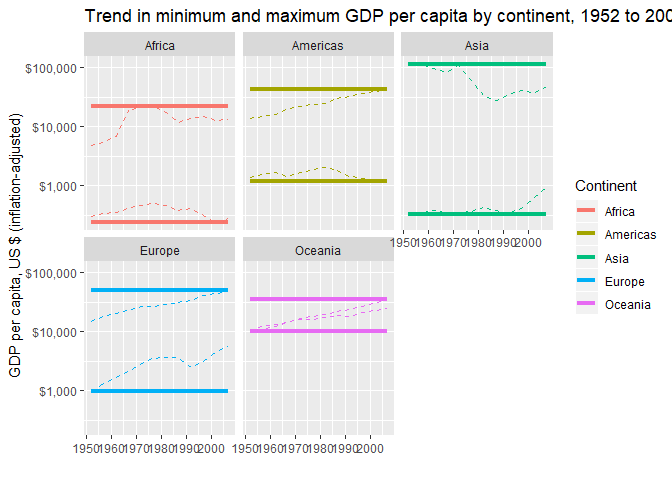 Trend in minimum and maximum GDP per capita by continent, 1952 to 200
Africa
Americas
Asia
$100,000
$10,000
$1,000
GDP per capita, US $ (inflation-adjusted)
1950 1960 1970 1980 1990 2000
Europe
Oceania
$100,000
$10,000
$1,000
1950 1960 1970 1980 1990 2000
1950 1960 1970 1980 1990 2000
Continent
Africa
Americas
Asia
Europe
Oceania